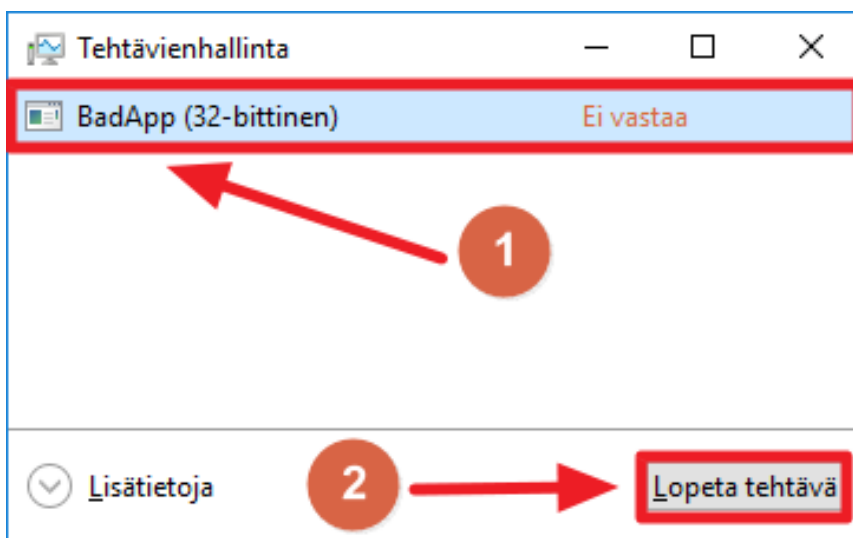 Tehtävienhallinta
BadApp (32-bittinen) Ei vastaa
1
Lisätietoja 2 Lopeta tehtävä